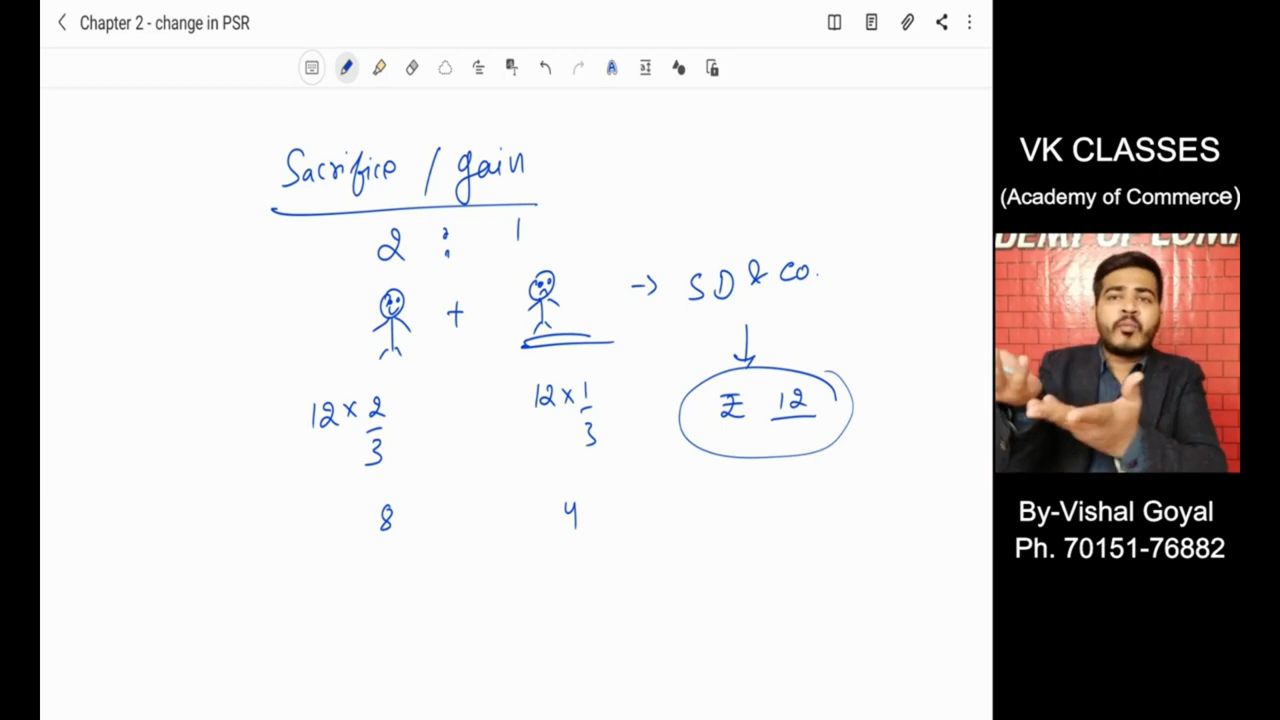 Chapter 2 - change in PSR
Sacrifice / gain
2 : 1
+ → SD & Co.
12 × 2/3
12 × 1/3
₹ 12
8 4
VK CLASSES
(Academy of Commerce)
By-Vishal Goyal
Ph. 70151-76882